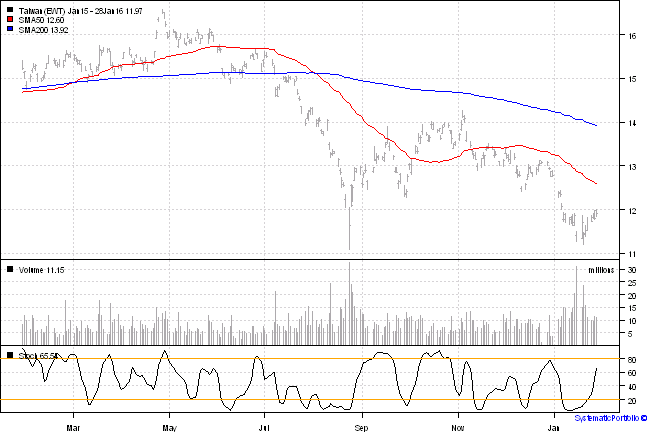 Taiwan (EWT) Jan15 - 28Jan16 11.97
SMA50 12.60
SMA200 13.92
16
15
14
13
12
11
Volume 11.15
millions
30
25
20
15
10
5
Stoch 65.54
80
60
40
20
Mar May Jul Sep Nov Jan
SystematicPortfolio ©